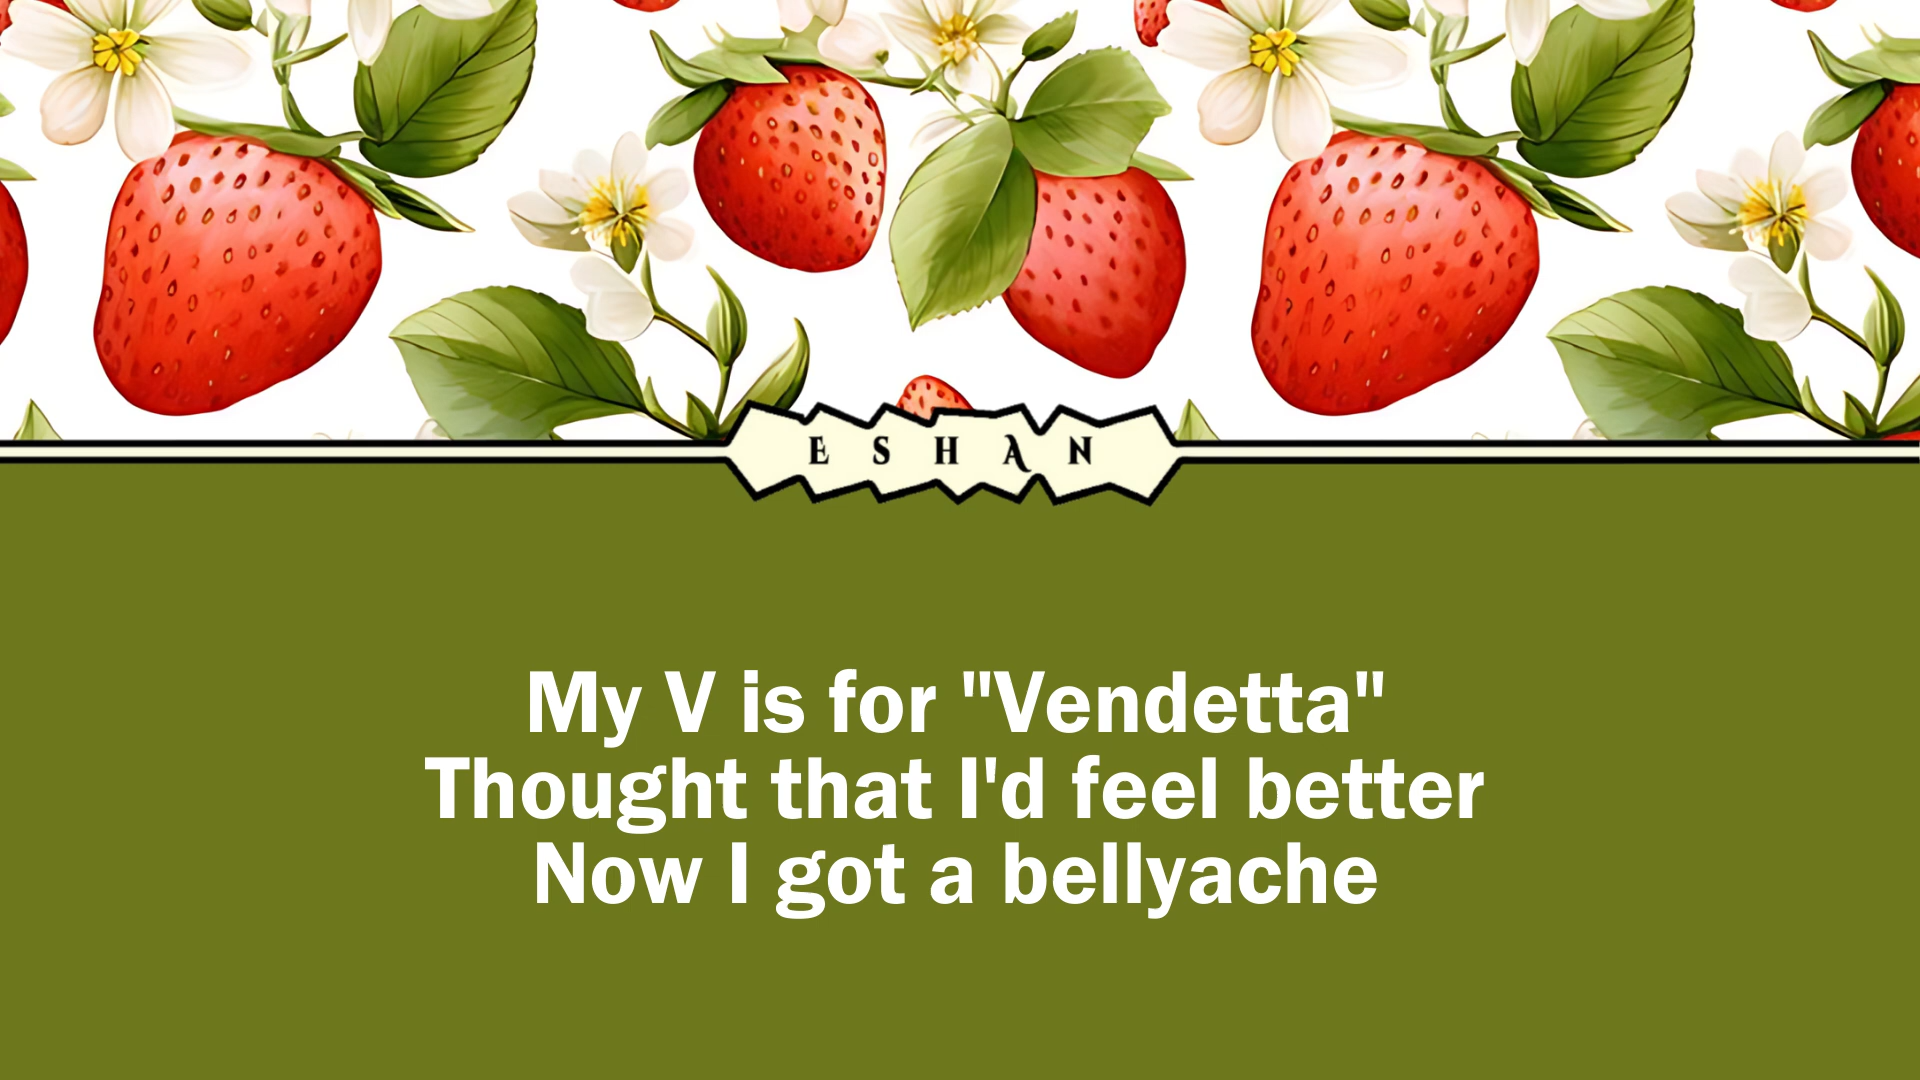 ESHAN
My V is for "Vendetta"
Thought that I'd feel better
Now I got a bellyache